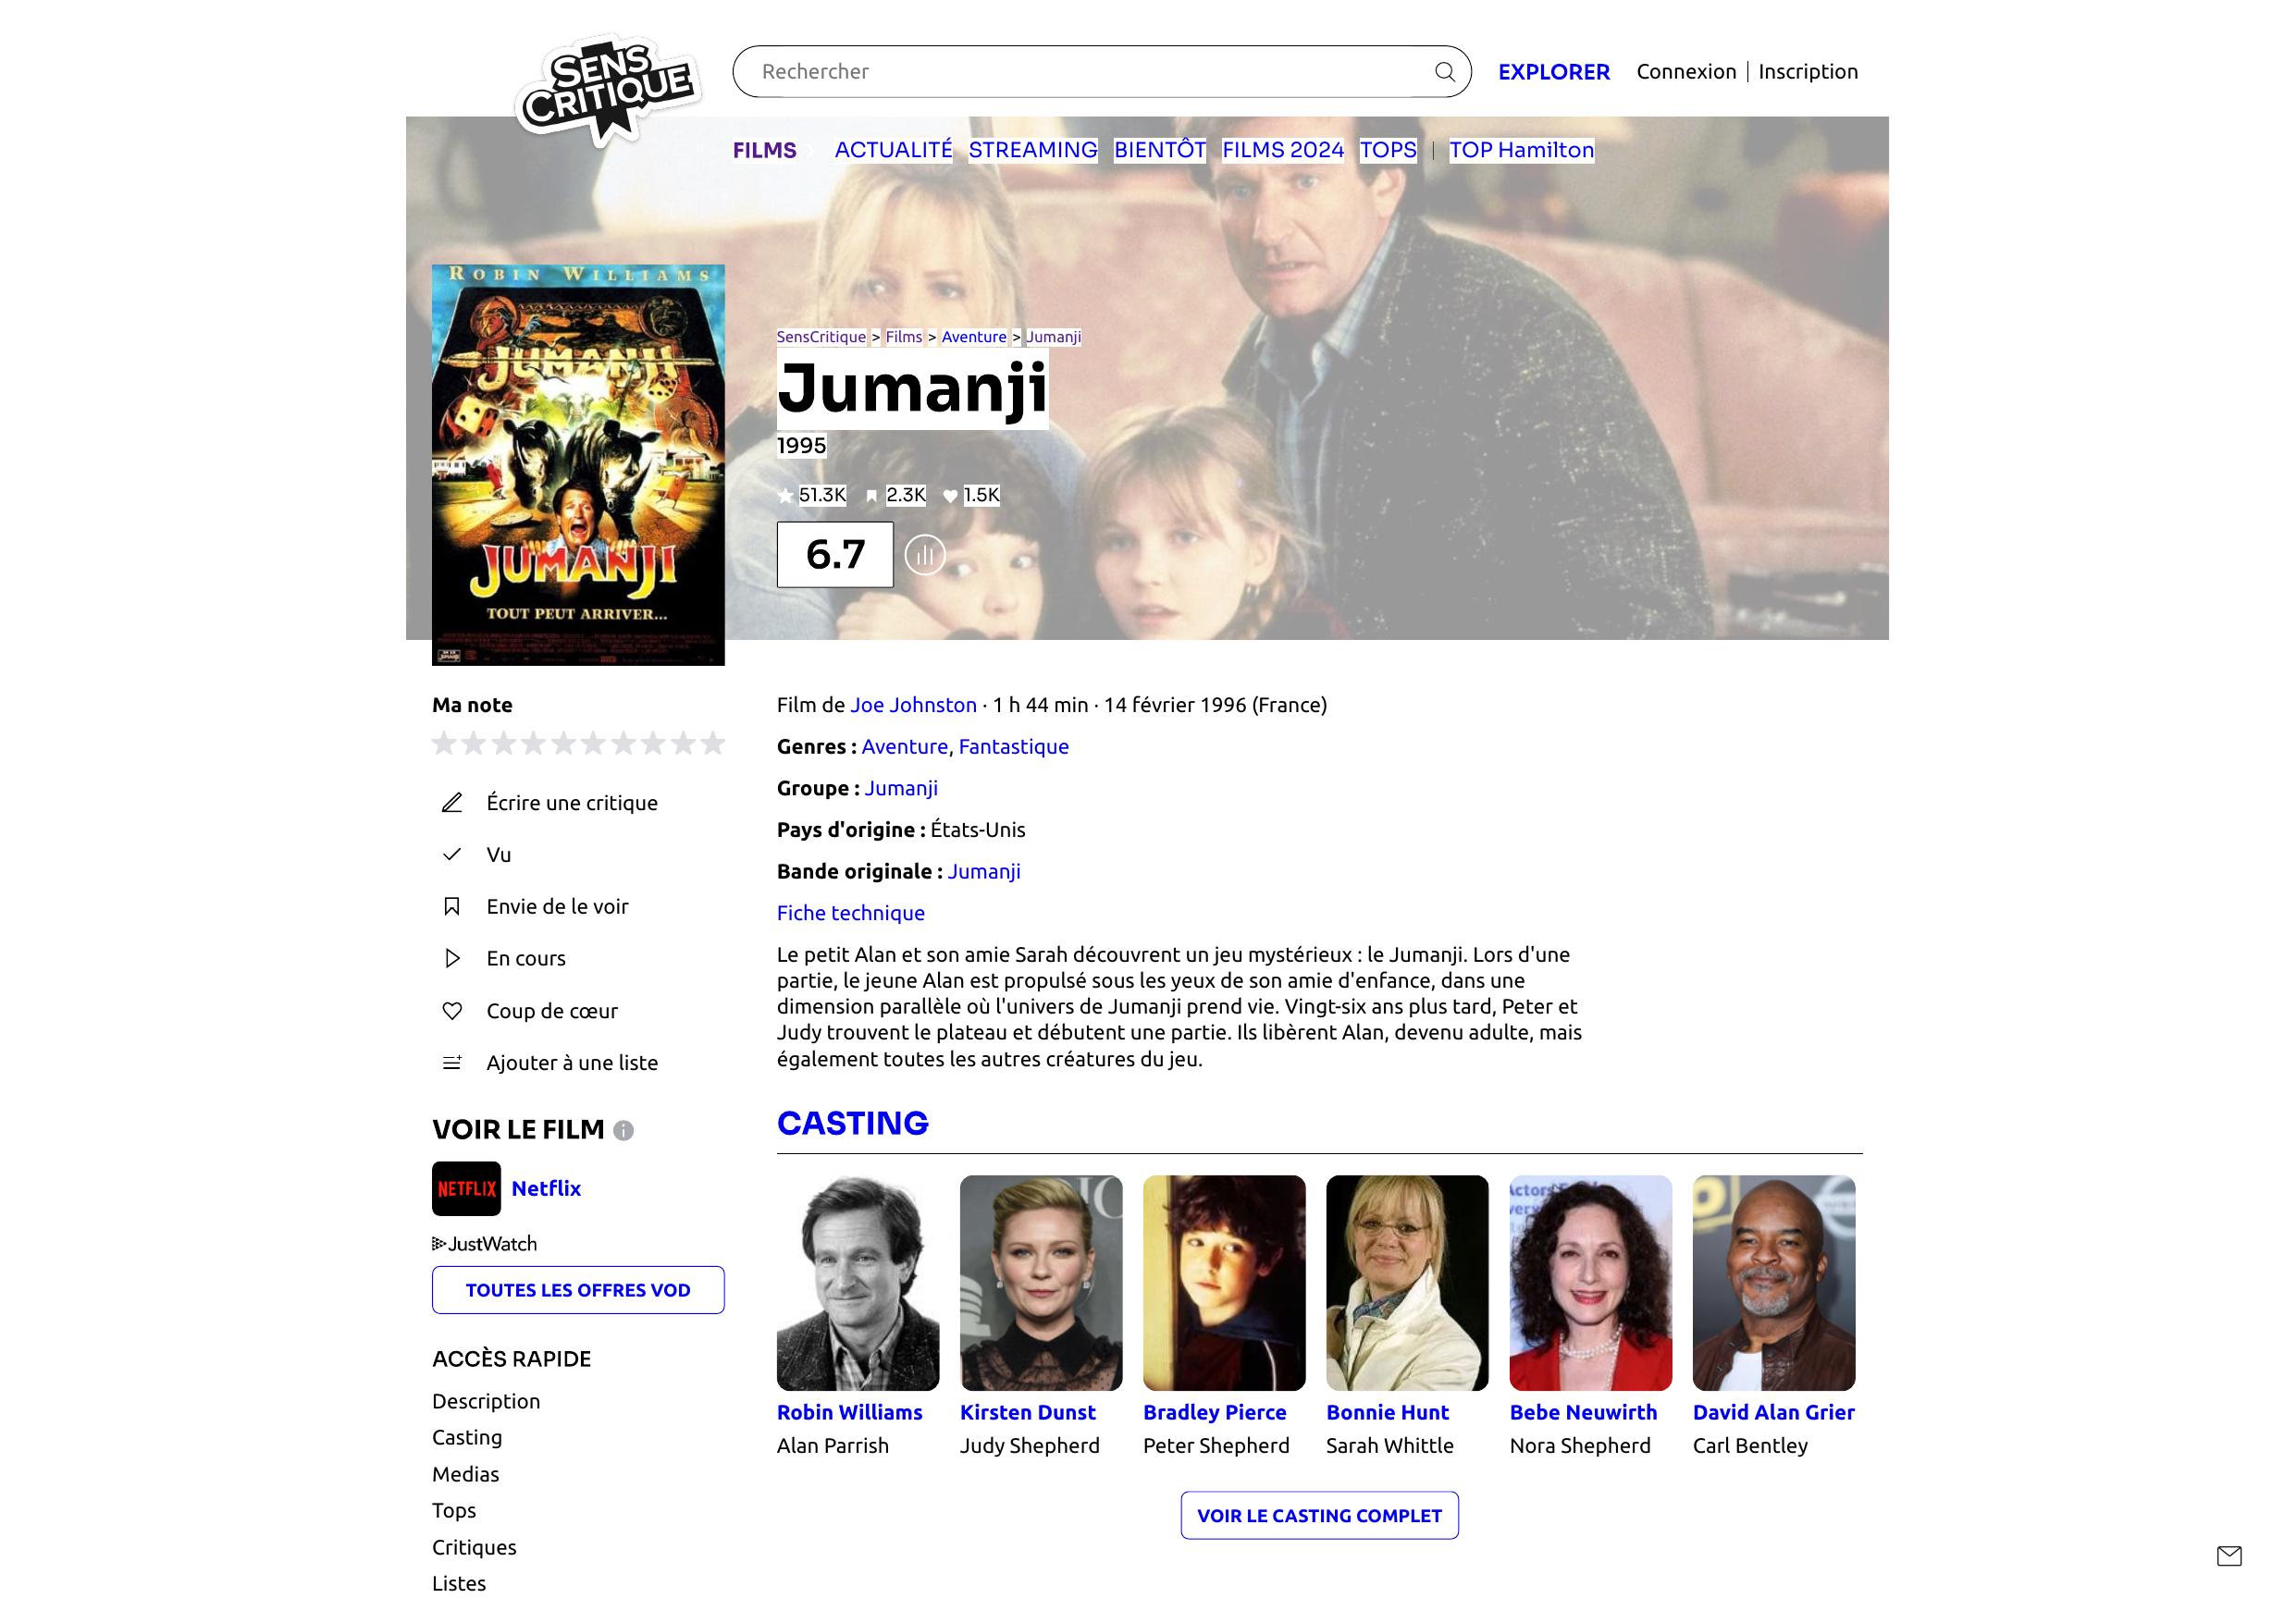 SENS
CRITIQUE
Rechercher
EXPLORER
Connexion | Inscription
FILMS
ACTUALITÉ
STREAMING
BIENTÔT
FILMS 2024
TOPS
|
TOP Hamilton
ROBIN WILLIAMS
JUMANJI
JUMANJI
TOUT PEUT ARRIVER...
SensCritique > Films > Aventure > Jumanji
Jumanji
1995
51.3K 2.3K 1.5K
6.7
Ma note
Écrire une critique
Vu
Envie de le voir
En cours
Coup de cœur
Ajouter à une liste
VOIR LE FILM
NETFLIX Netflix
JustWatch
TOUTES LES OFFRES VOD
ACCÈS RAPIDE
Description
Casting
Medias
Tops
Critiques
Listes
Film de Joe Johnston · 1 h 44 min · 14 février 1996 (France)
Genres : Aventure, Fantastique
Groupe : Jumanji
Pays d'origine : États-Unis
Bande originale : Jumanji
Fiche technique
Le petit Alan et son amie Sarah découvrent un jeu mystérieux : le Jumanji. Lors d'une
partie, le jeune Alan est propulsé sous les yeux de son amie d'enfance, dans une
dimension parallèle où l'univers de Jumanji prend vie. Vingt-six ans plus tard, Peter et
Judy trouvent le plateau et débutent une partie. Ils libèrent Alan, devenu adulte, mais
également toutes les autres créatures du jeu.
CASTING
Robin Williams
Alan Parrish
Kirsten Dunst
Judy Shepherd
Bradley Pierce
Peter Shepherd
Bonnie Hunt
Sarah Whittle
Bebe Neuwirth
Nora Shepherd
David Alan Grier
Carl Bentley
VOIR LE CASTING COMPLET